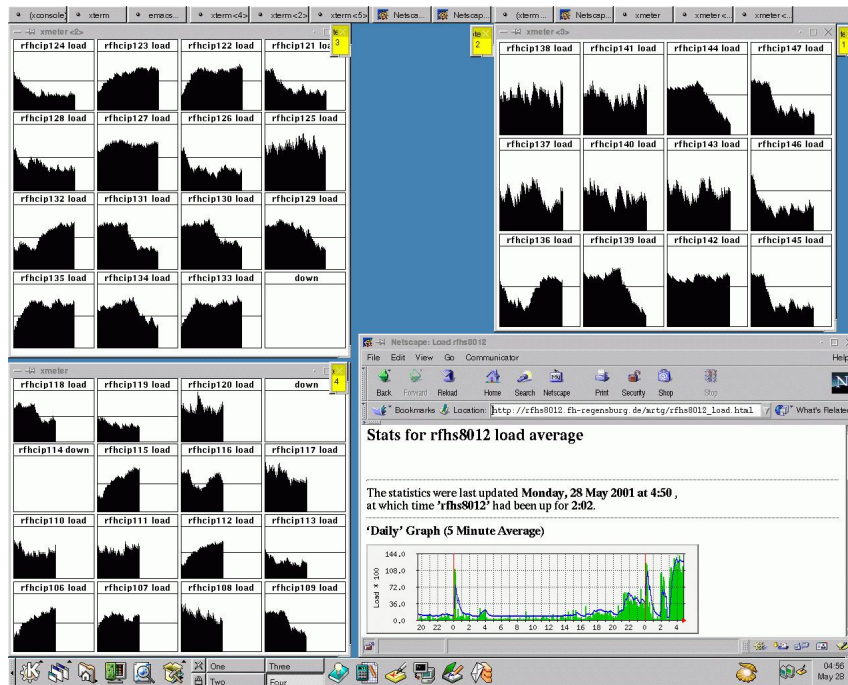 (xconsole) xterm emacs... xterm<4> xterm<2> xterm<5> Netsca... Netscap... (xterm ... Netscap... xmeter xmeter<... xmeter<...
xmeter <2>
3
rfhcip124 load rfhcip123 load rfhcip122 load
rfhcip128 load rfhcip127 load rfhcip126 load rfhcip125 load
rfhcip132 load rfhcip131 load rfhcip130 load rfhcip129 load
rfhcip135 load rfhcip134 load rfhcip133 load down
2
xmeter <3>
1
rfhcip138 load rfhcip141 load rfhcip144 load rfhcip147 load
rfhcip137 load rfhcip140 load rfhcip143 load rfhcip146 load
rfhcip136 load rfhcip139 load rfhcip142 load rfhcip145 load
xmeter
4
rfhcip118 load rfhcip119 load rfhcip120 load down
rfhcip114 down rfhcip115 load rfhcip116 load rfhcip117 load
rfhcip110 load rfhcip111 load rfhcip112 load rfhcip113 load
rfhcip106 load rfhcip107 load rfhcip108 load rfhcip109 load
Netscape: Load rfhs8012
File Edit View Go Communicator Help
Back Forward Reload Home Search Netscape Print Security Shop Stop
N
Bookmarks Location: http://rfhs8012.fh-regensburg.de/mrtg/rfhs8012_load.html What's Relate
Stats for rfhs8012 load average
The statistics were last updated Monday, 28 May 2001 at 4:50 ,
at which time 'rfhs8012' had been up for 2:02.
'Daily' Graph (5 Minute Average)
Load X 100
144.0
108.0
72.0
36.0
0.0
20 22 0 2 4 6 8 10 12 14 16 18 20 22 0 2 4
One Three
Two Four
04:56
May 28